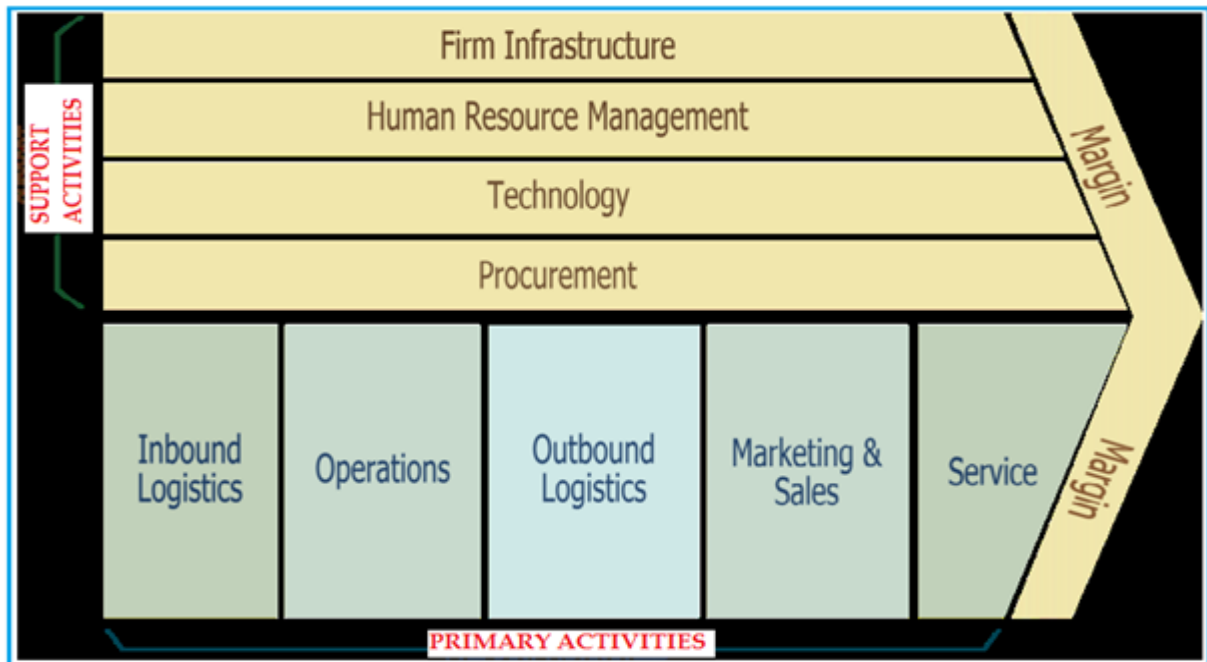 Firm Infrastructure
Human Resource Management
Technology
Procurement
SUPPORT
ACTIVITIES
Margin
Inbound
Logistics
Operations
Outbound
Logistics
Marketing &
Sales
Service
Margin
PRIMARY ACTIVITIES